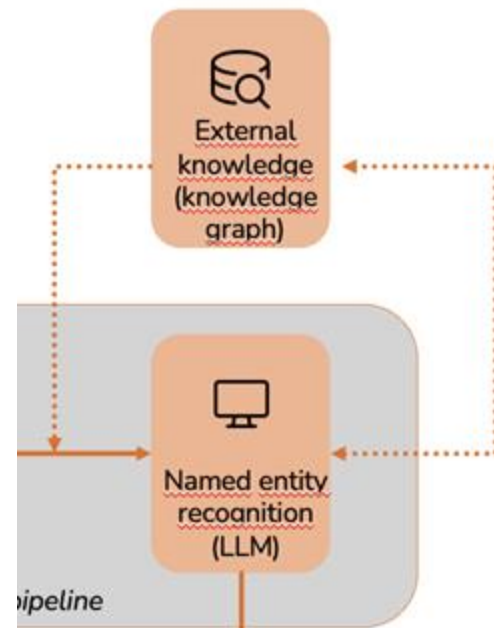 External
knowledge
(knowledge
graph)
Named entity
recognition
(LLM)
pipeline